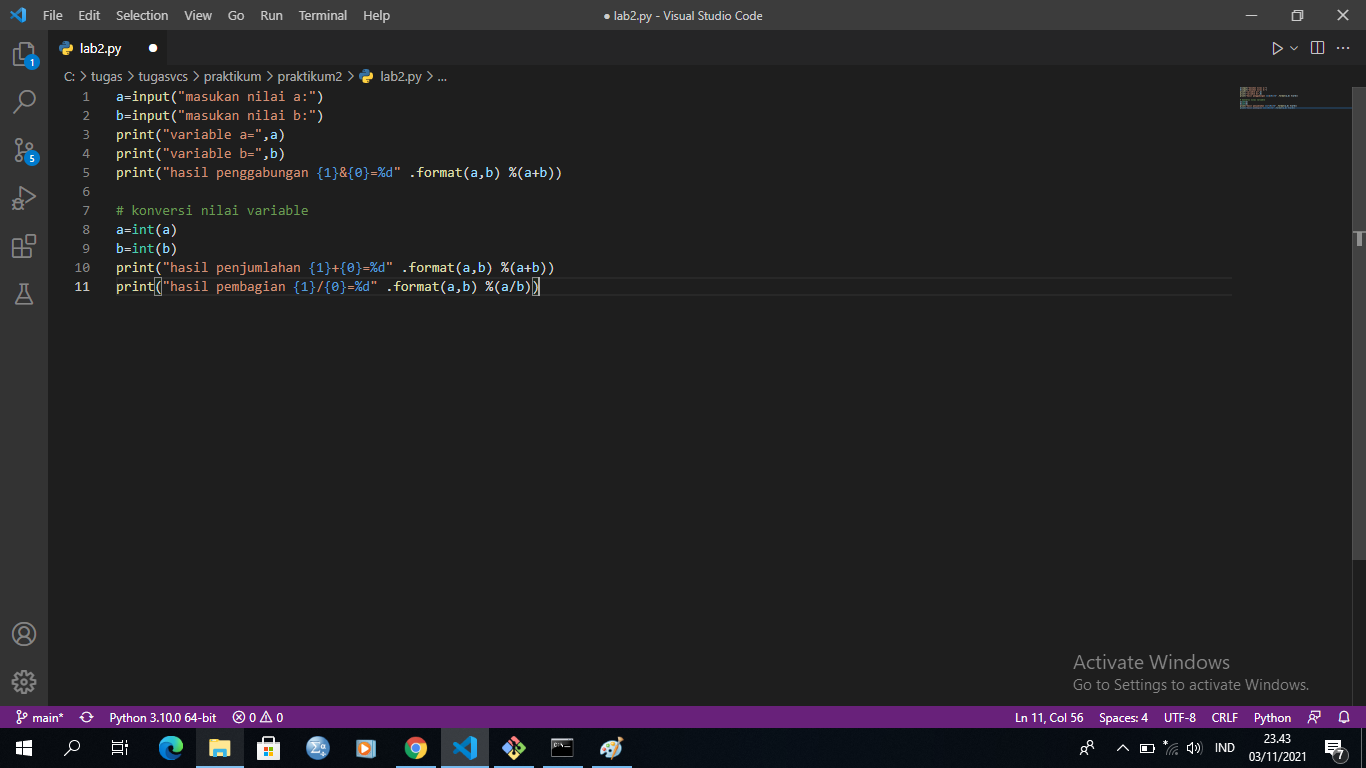 File Edit Selection View Go Run Terminal Help ● lab2.py - Visual Studio Code
lab2.py ●
C: > tugas > tugasvcs > praktikum > praktikum2 > lab2.py > ...
1 a=input("masukan nilai a:")
2 b=input("masukan nilai b:")
3 print("variable a=",a)
4 print("variable b=",b)
5 print("hasil penggabungan {1}&{0}=%d" .format(a,b) %(a+b))
6
7 # konversi nilai variable
8 a=int(a)
9 b=int(b)
10 print("hasil penjumlahan {1}+{0}=%d" .format(a,b) %(a+b))
11 print("hasil pembagian {1}/{0}=%d" .format(a,b) %(a/b))
1
5
Activate Windows
Go to Settings to activate Windows.
main* Python 3.10.0 64-bit 0 0 Ln 11, Col 56 Spaces: 4 UTF-8 CRLF Python
IND 23.43
03/11/2021 7